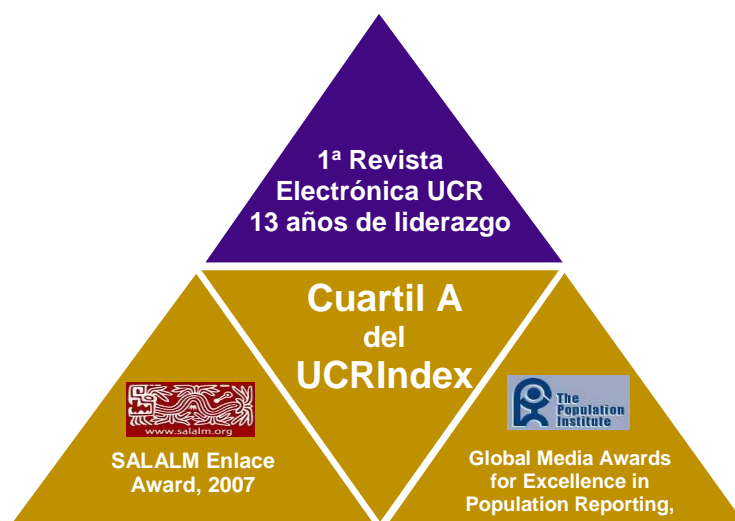 1ª Revista
Electrónica UCR
13 años de liderazgo
Cuartil A
del
UCRIndex
www.salalm.org
SALALM Enlace
Award, 2007
The
Population
Institute
Global Media Awards
for Excellence in
Population Reporting,